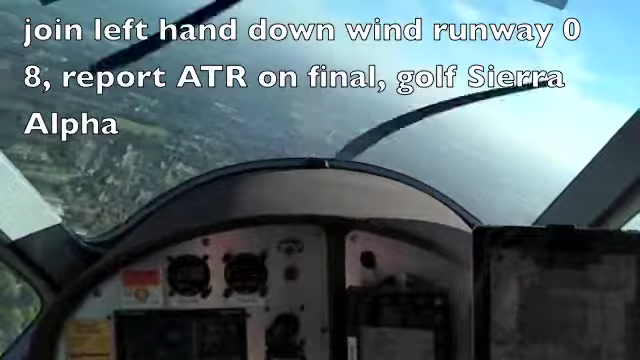 join left hand down wind runway 0
8, report ATR on final, golf Sierra
Alpha